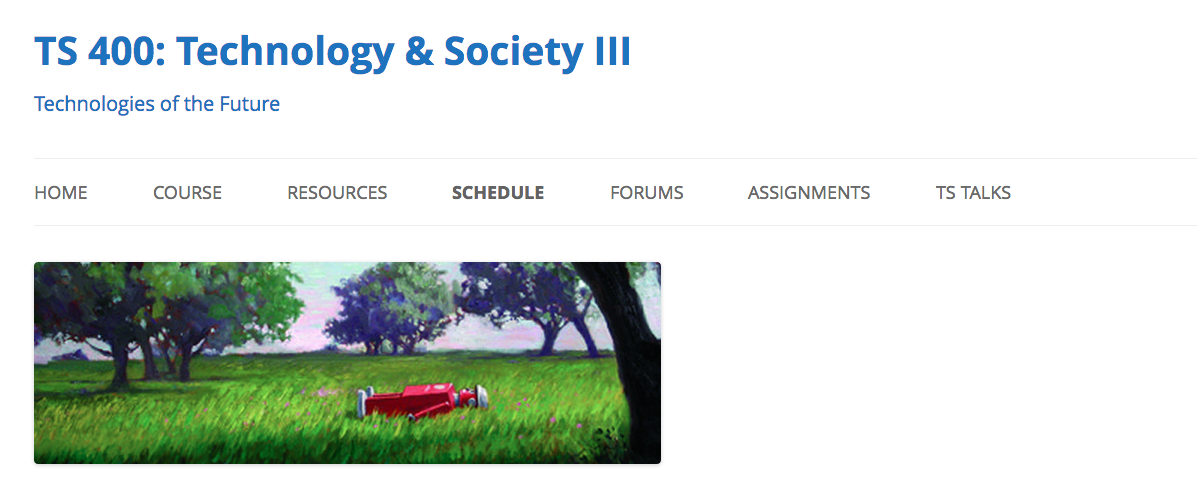 TS 400: Technology & Society III
Technologies of the Future
HOME COURSE RESOURCES SCHEDULE FORUMS ASSIGNMENTS TS TALKS